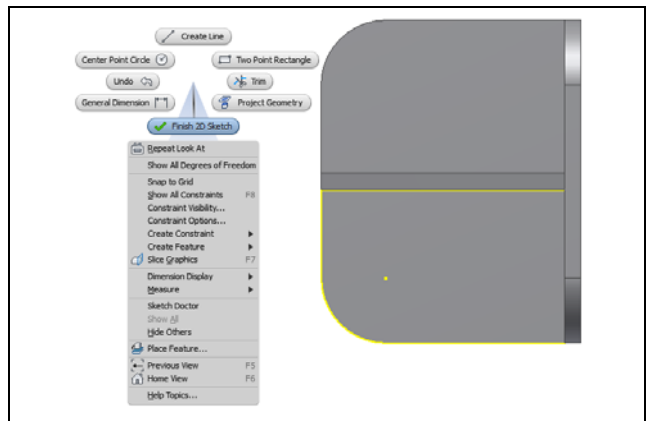 Create Line
Center Point Circle
Two Point Rectangle
Undo
Trim
General Dimension
Project Geometry
Finish 2D Sketch
Repeat Look At
Show All Degrees of Freedom
Snap to Grid
Show All Constraints F8
Constraint Visibility...
Constraint Options...
Create Constraint
Create Feature
Slice Graphics F7
Dimension Display
Measure
Sketch Doctor
Show All
Hide Others
Place Feature...
Previous View F5
Home View F6
Help Topics...